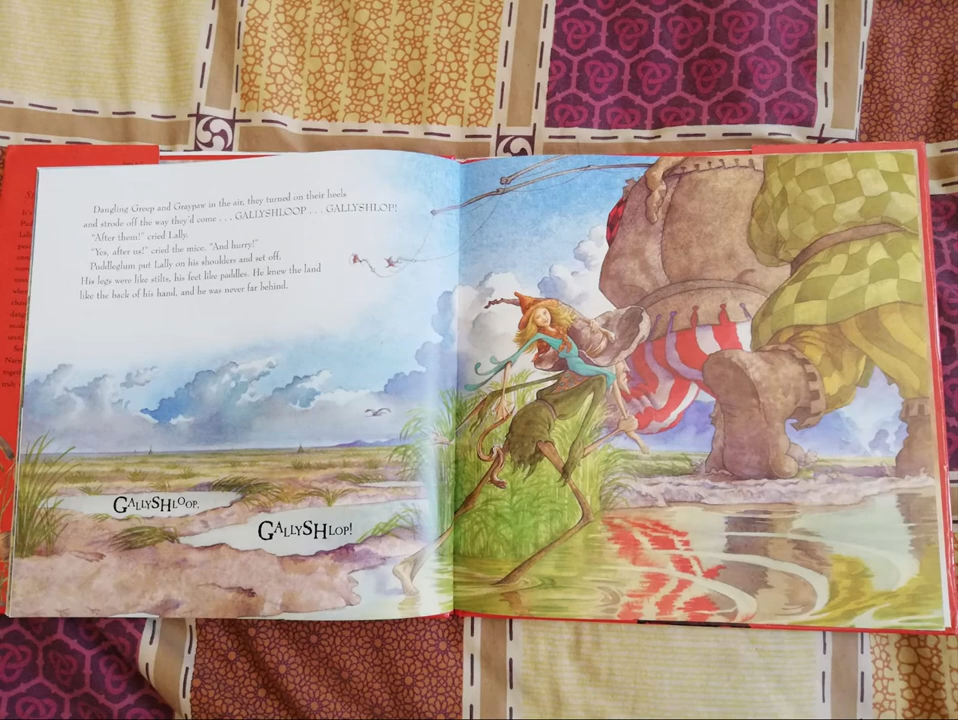 Dangling Greep and Graypaw in the air, they turned on their heels
and strode off the way they'd come . . . GALLYSHLOOP . . . GALLYSHLOP!
"After them!" cried Lally.
"Yes, after us!" cried the mice. "And hurry!"
Puddleglum put Lally on his shoulders and set off.
His legs were like stilts, his feet like paddles. He knew the land
like the back of his hand, and he was never far behind.
GALLYSHLOOP,
GALLYSHLOP!